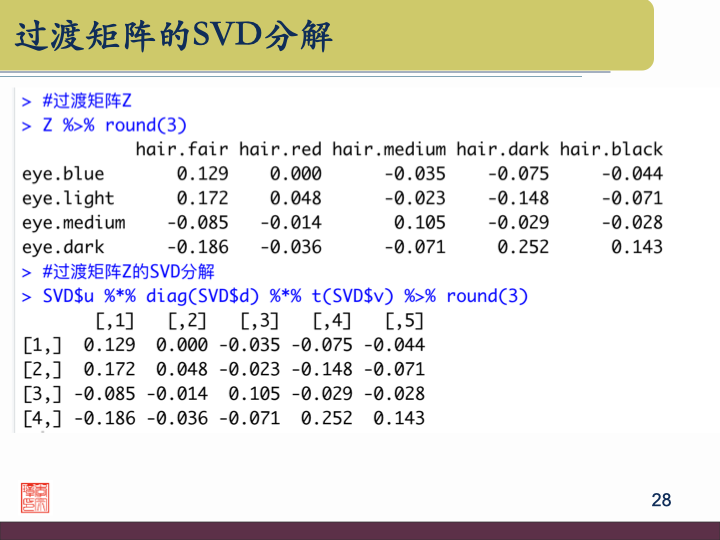 过渡矩阵的SVD分解
> #过渡矩阵Z
> Z %>% round(3)
hair.fair hair.red hair.medium hair.dark hair.black
eye.blue 0.129 0.000 -0.035 -0.075 -0.044
eye.light 0.172 0.048 -0.023 -0.148 -0.071
eye.medium -0.085 -0.014 0.105 -0.029 -0.028
eye.dark -0.186 -0.036 -0.071 0.252 0.143
> #过渡矩阵Z的SVD分解
> SVD$u %*% diag(SVD$d) %*% t(SVD$v) %>% round(3)
[,1] [,2] [,3] [,4] [,5]
[1,] 0.129 0.000 -0.035 -0.075 -0.044
[2,] 0.172 0.048 -0.023 -0.148 -0.071
[3,] -0.085 -0.014 0.105 -0.029 -0.028
[4,] -0.186 -0.036 -0.071 0.252 0.143
28